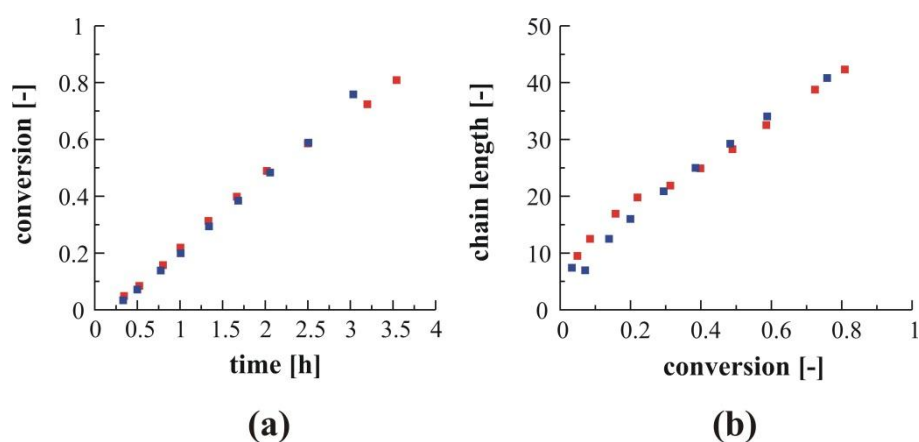 1
0.8
0.6
0.4
0.2
0
conversion [-]
0 0.5 1 1.5 2 2.5 3 3.5 4
time [h]
(a)
50
40
30
20
10
0
chain length [-]
0 0.2 0.4 0.6 0.8 1
conversion [-]
(b)